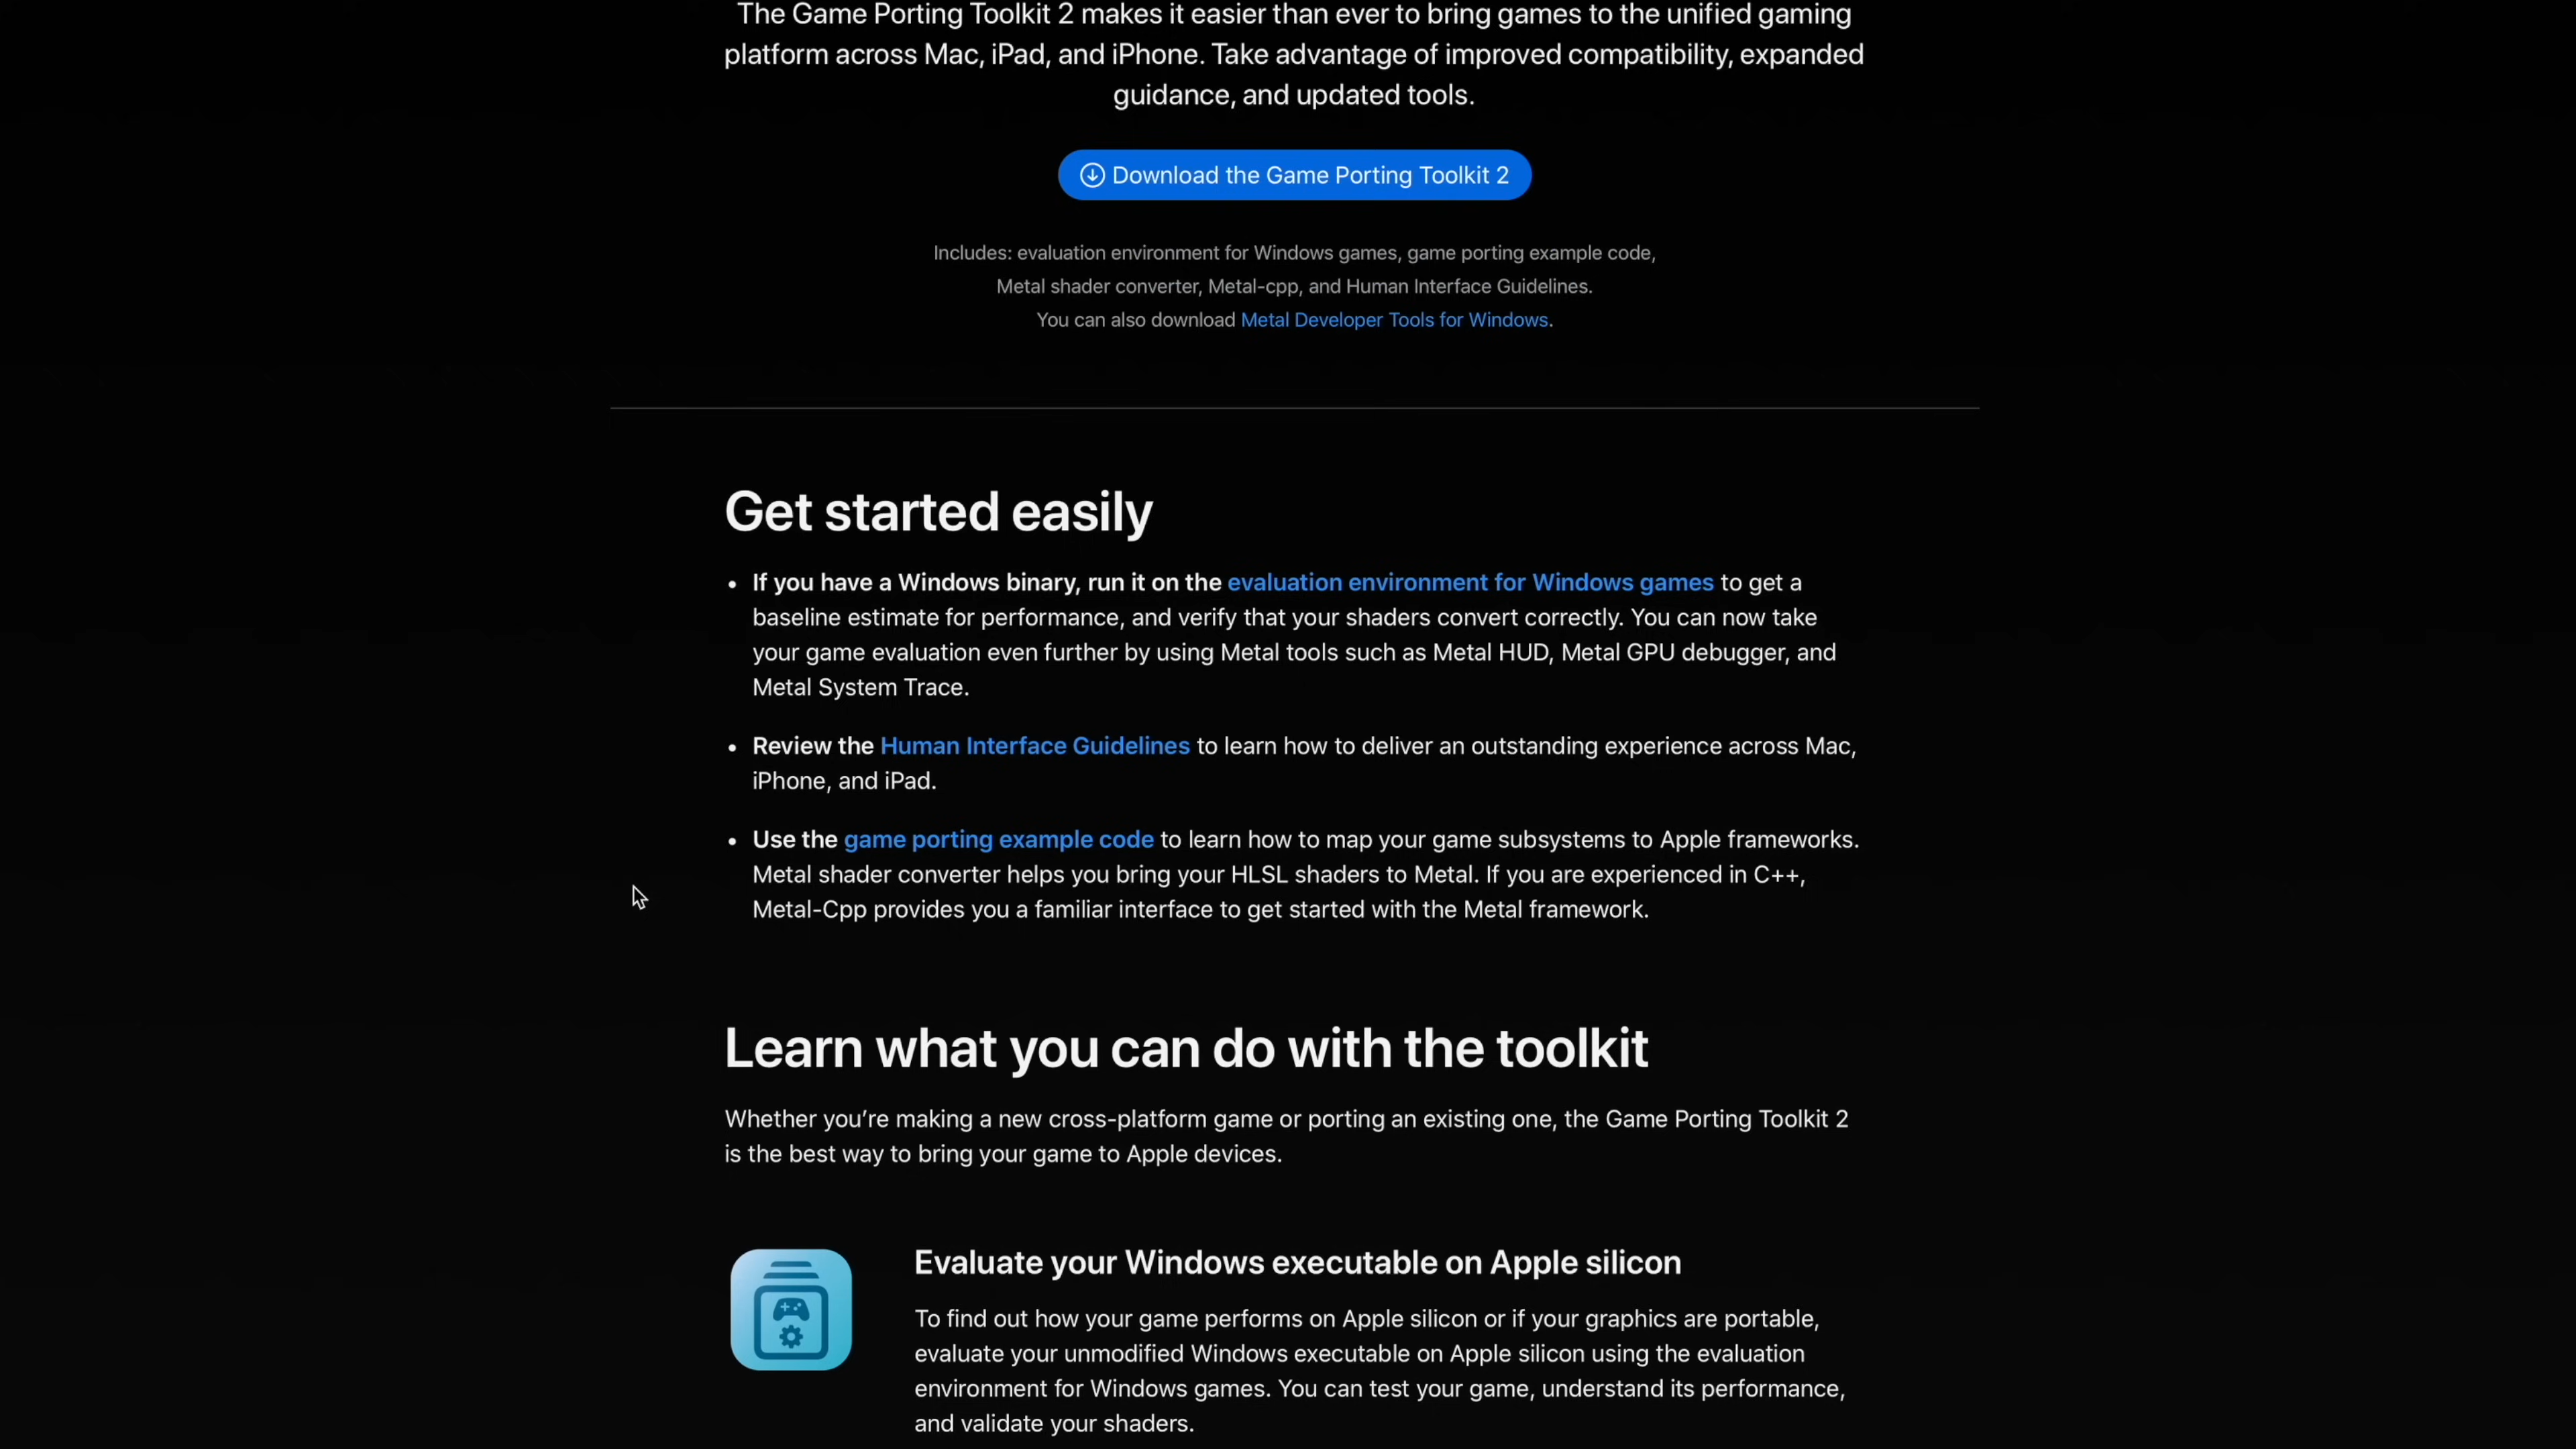 The Game Porting Toolkit 2 makes it easier than ever to bring games to the unified gaming
platform across Mac, iPad, and iPhone. Take advantage of improved compatibility, expanded
guidance, and updated tools.
Download the Game Porting Toolkit 2
Includes: evaluation environment for Windows games, game porting example code,
Metal shader converter, Metal-cpp, and Human Interface Guidelines.
You can also download Metal Developer Tools for Windows.
Get started easily
• If you have a Windows binary, run it on the evaluation environment for Windows games to get a
baseline estimate for performance, and verify that your shaders convert correctly. You can now take
your game evaluation even further by using Metal tools such as Metal HUD, Metal GPU debugger, and
Metal System Trace.
• Review the Human Interface Guidelines to learn how to deliver an outstanding experience across Mac,
iPhone, and iPad.
• Use the game porting example code to learn how to map your game subsystems to Apple frameworks.
Metal shader converter helps you bring your HLSL shaders to Metal. If you are experienced in C++,
Metal-Cpp provides you a familiar interface to get started with the Metal framework.
Learn what you can do with the toolkit
Whether you’re making a new cross-platform game or porting an existing one, the Game Porting Toolkit 2
is the best way to bring your game to Apple devices.
Evaluate your Windows executable on Apple silicon
To find out how your game performs on Apple silicon or if your graphics are portable,
evaluate your unmodified Windows executable on Apple silicon using the evaluation
environment for Windows games. You can test your game, understand its performance,
and validate your shaders.